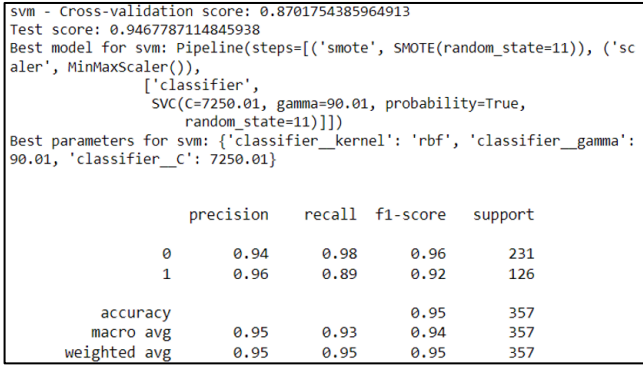 svm - Cross-validation score: 0.8701754385964913
Test score: 0.9467787114845938
Best model for svm: Pipeline(steps=[('smote', SMOTE(random_state=11)), ('sc
aler', MinMaxScaler()),
['classifier',
SVC(C=7250.01, gamma=90.01, probability=True,
random_state=11)]])
Best parameters for svm: {'classifier__kernel': 'rbf', 'classifier__gamma':
90.01, 'classifier__C': 7250.01}
precision recall f1-score support
0 0.94 0.98 0.96 231
1 0.96 0.89 0.92 126
accuracy 0.95 357
macro avg 0.95 0.93 0.94 357
weighted avg 0.95 0.95 0.95 357